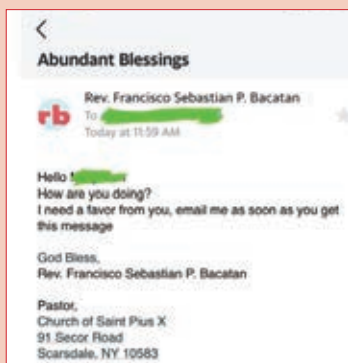 Abundant Blessings
rb
Rev. Francisco Sebastian P. Bacatan
To
Today at 11:59 AM
Hello
How are you doing?
I need a favor from you, email me as soon as you get
this message
God Bless,
Rev. Francisco Sebastian P. Bacatan
Pastor,
Church of Saint Pius X
91 Secor Road
Scarsdale, NY 10583